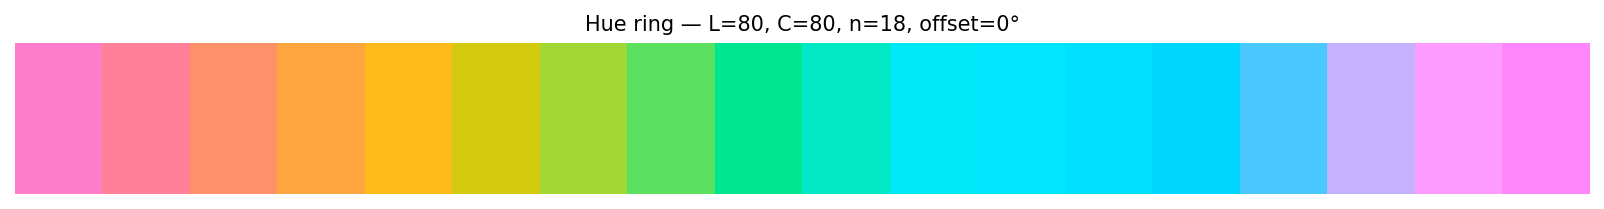 Hue ring — L=80, C=80, n=18, offset=0°